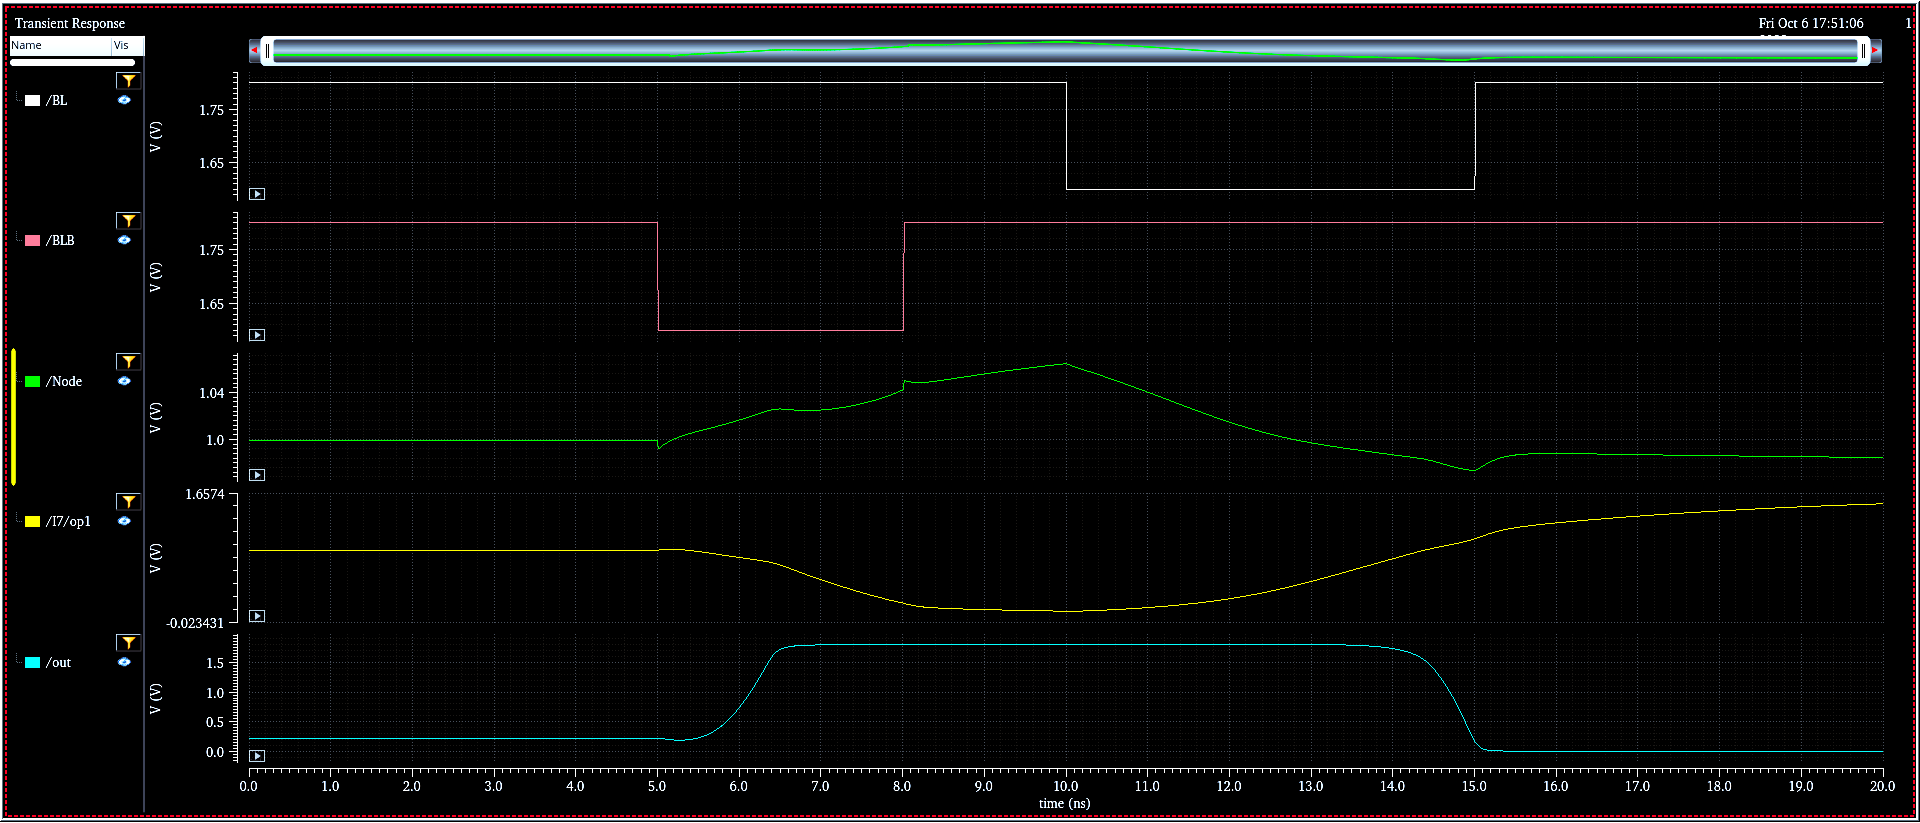 Transient Response
Fri Oct 6 17:51:06
1
Name Vis
/BL
V (V)
1.75
1.65
/BLB
V (V)
1.75
1.65
/Node
V (V)
1.04
1.0
/I7/op1
V (V)
1.6574
-0.023431
/out
V (V)
1.5
1.0
0.5
0.0
0.0 1.0 2.0 3.0 4.0 5.0 6.0 7.0 8.0 9.0 10.0 11.0 12.0 13.0 14.0 15.0 16.0 17.0 18.0 19.0 20.0
time (ns)